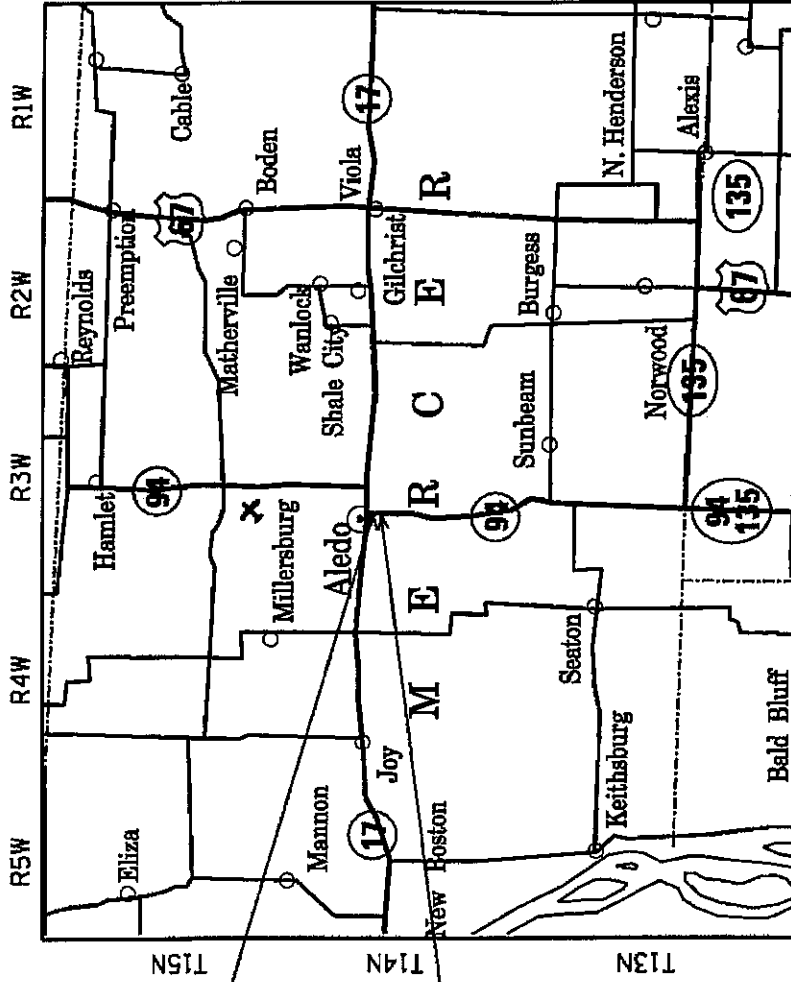 R5W
R4W
R3W
R2W
R1W
T15N
T14N
T13N
Reynolds
Hamlet
Preemption
Cable
Eliza
94
67
Matherville
Boden
Millersburg
Wanlock
Shale City
Mannon
Aledo
Viola
Joy
17
17
Gilchrist
New Boston
M E R C E R
94
Sunbeam
Burgess
N. Henderson
Seaton
Keithsburg
Norwood
Alexis
135
94
135
67
135
Bald Bluff